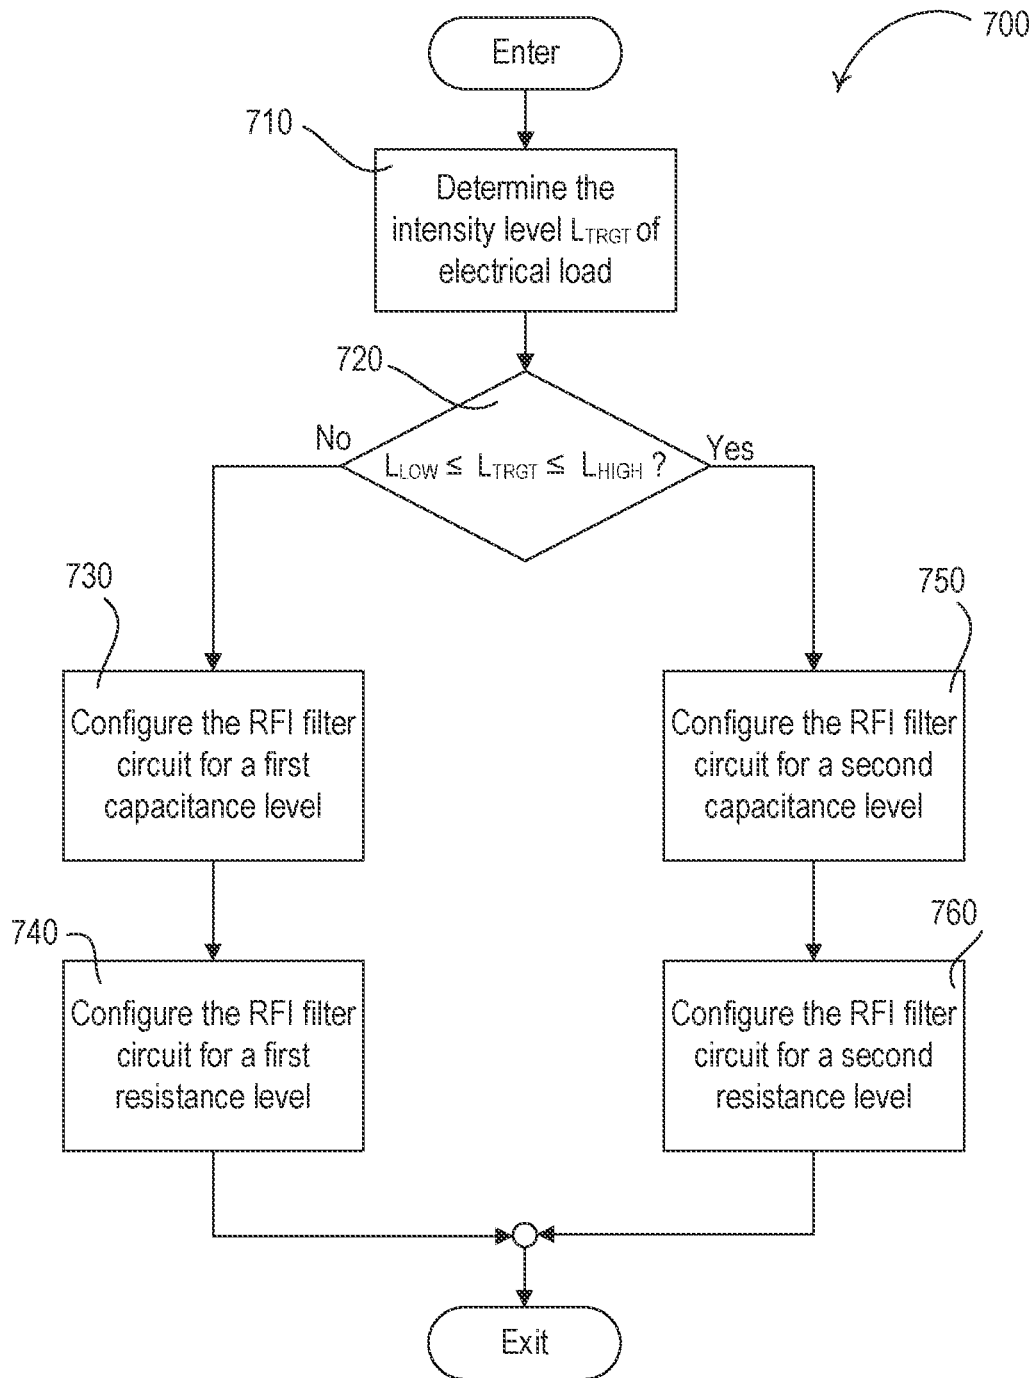 700
Enter
710
Determine the
intensity level LTRGT of
electrical load
720
No
LLOW ≤ LTRGT ≤ LHIGH ?
Yes
730
Configure the RFI filter
circuit for a first
capacitance level
740
Configure the RFI filter
circuit for a first
resistance level
750
Configure the RFI filter
circuit for a second
capacitance level
760
Configure the RFI filter
circuit for a second
resistance level
Exit